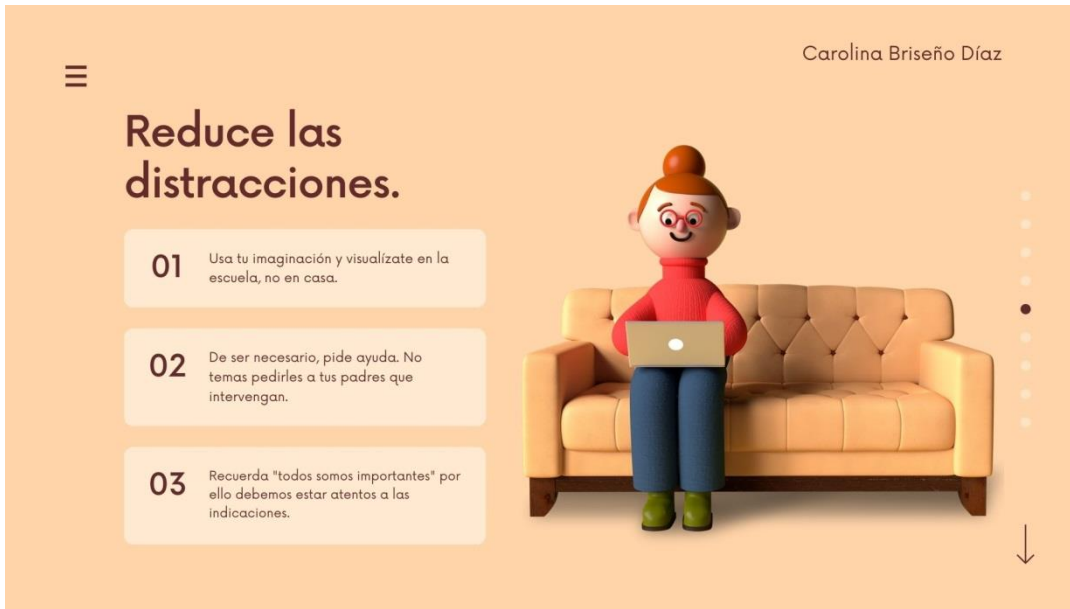 Carolina Briseño Díaz
Reduce las
distracciones.
01
Usa tu imaginación y visualízate en la
escuela, no en casa.
02
De ser necesario, pide ayuda. No
temas pedirles a tus padres que
intervengan.
03
Recuerda "todos somos importantes" por
ello debemos estar atentos a las
indicaciones.